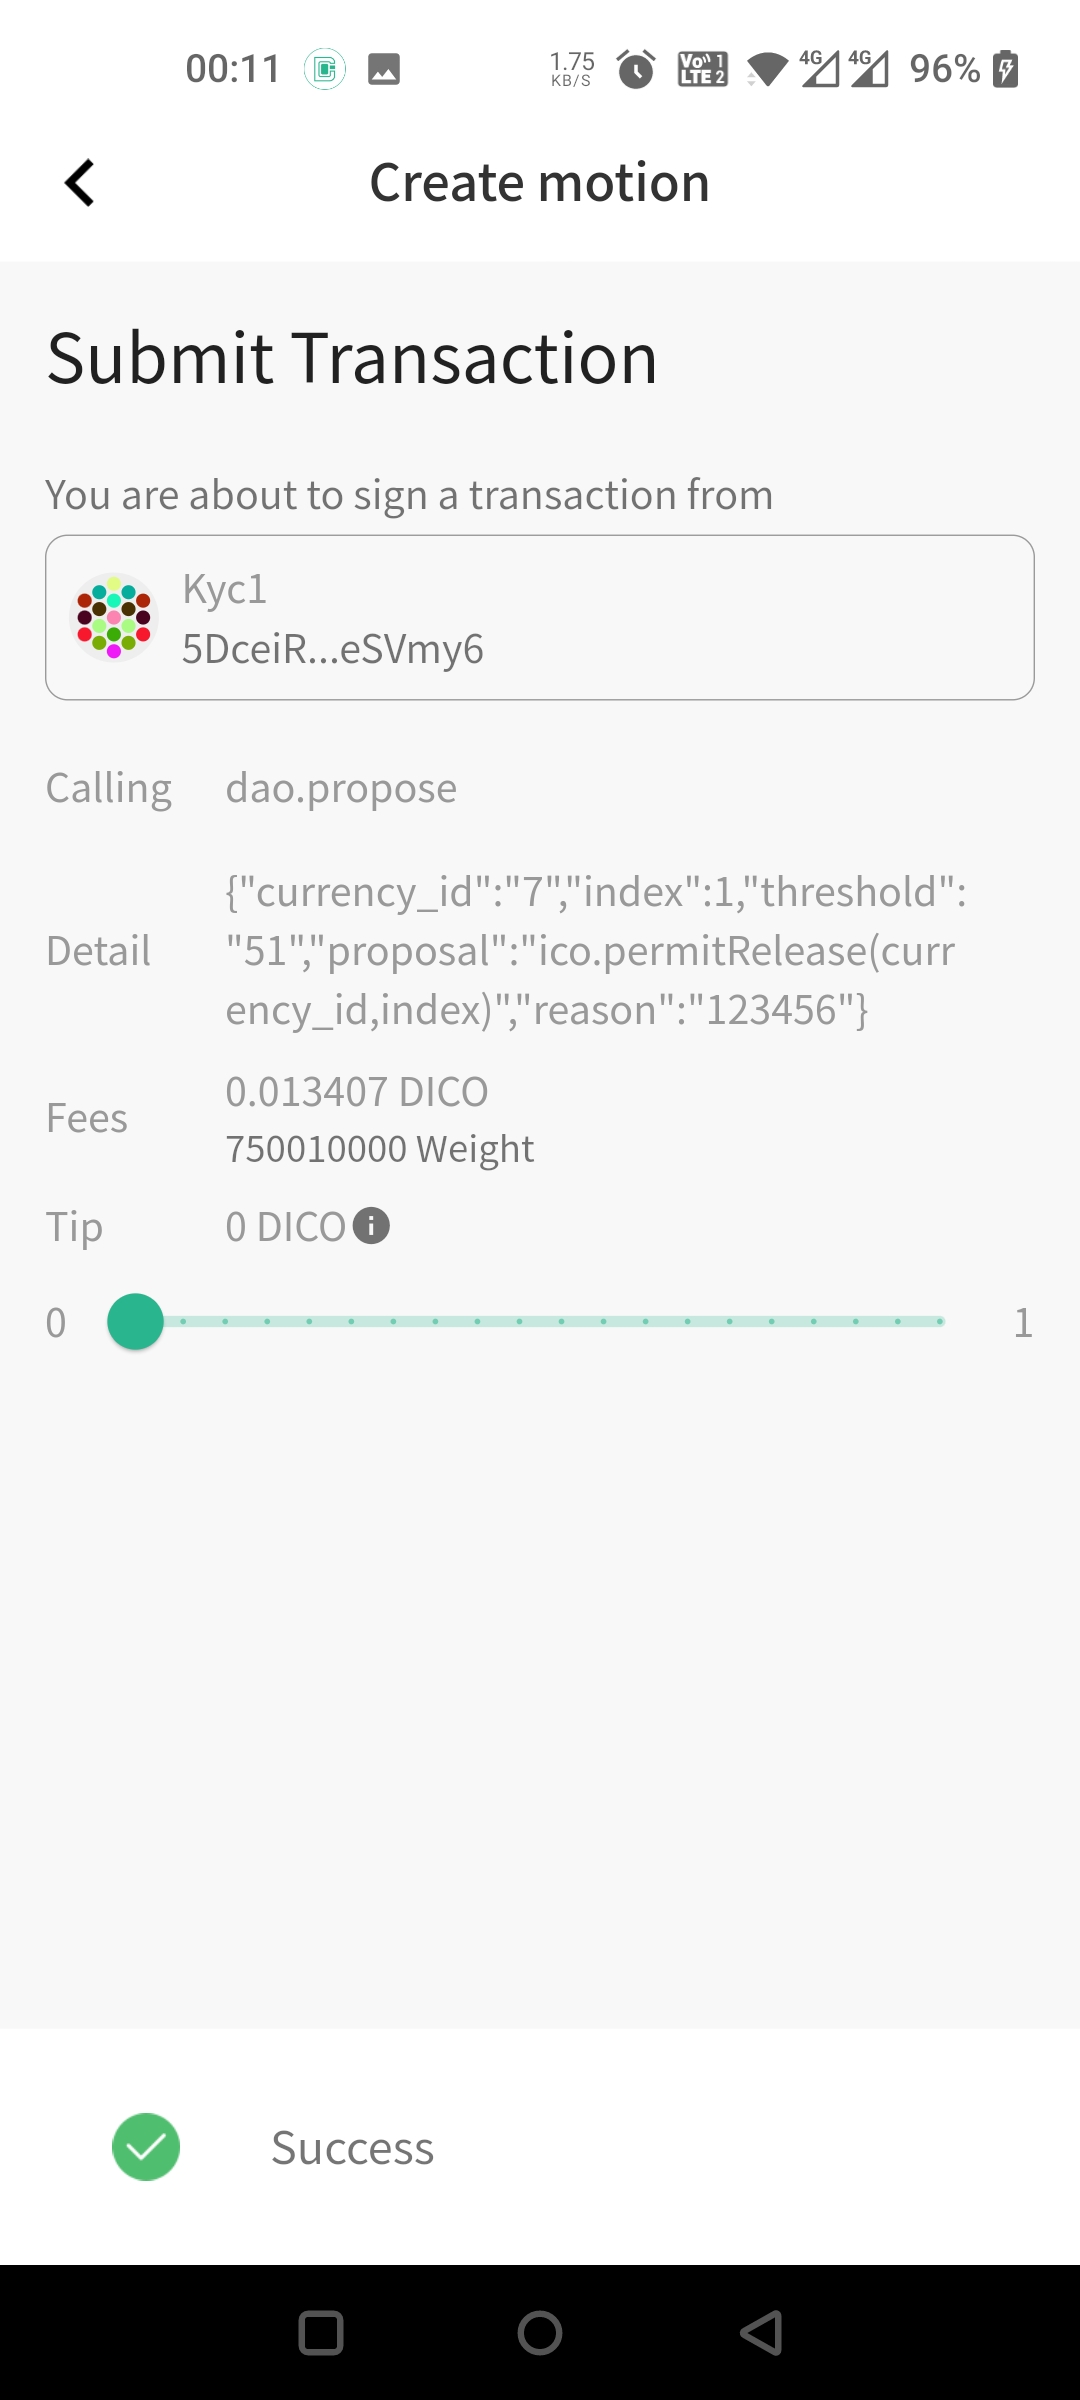 00:11 1.75 KB/S Vo LTE 1 2 4G 4G 96%
Create motion
Submit Transaction
You are about to sign a transaction from
Kyc1
5DceiR...eSVmy6
Calling dao.propose
Detail {"currency_id":"7","index":1,"threshold":
"51","proposal":"ico.permitRelease(curr
ency_id,index)","reason":"123456"}
Fees 0.013407 DICO
750010000 Weight
Tip 0 DICO
0 1
Success